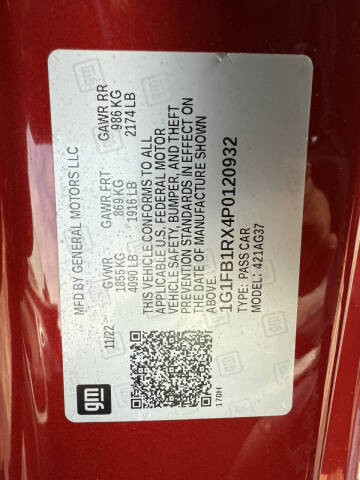 MFD BY GENERAL MOTORS LLC
11/22 GVWR GAWR FRT GAWR RR
1855 KG 869 KG 986 KG
4090 LB 1916 LB 2174 LB
THIS VEHICLE CONFORMS TO ALL
APPLICABLE U.S. FEDERAL MOTOR
VEHICLE SAFETY, BUMPER, AND THEFT
PREVENTION STANDARDS IN EFFECT ON
THE DATE OF MANUFACTURE SHOWN
ABOVE.
1G1FB1RX4P0120932
TYPE: PASS CAR
MODEL: 421AG37
170H
gm